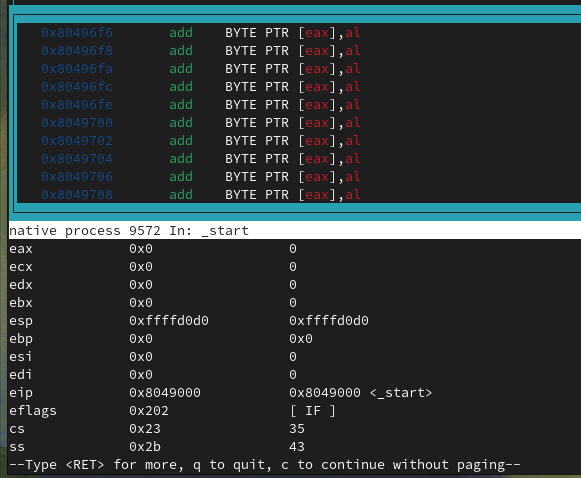 0x80496f6 add BYTE PTR [eax],al
0x80496f8 add BYTE PTR [eax],al
0x80496fa add BYTE PTR [eax],al
0x80496fc add BYTE PTR [eax],al
0x80496fe add BYTE PTR [eax],al
0x8049700 add BYTE PTR [eax],al
0x8049702 add BYTE PTR [eax],al
0x8049704 add BYTE PTR [eax],al
0x8049706 add BYTE PTR [eax],al
0x8049708 add BYTE PTR [eax],al
native process 9572 In: _start
eax 0x0 0
ecx 0x0 0
edx 0x0 0
ebx 0x0 0
esp 0xffffd0d0 0xffffd0d0
ebp 0x0 0x0
esi 0x0 0
edi 0x0 0
eip 0x8049000 0x8049000 <_start>
eflags 0x202 [ IF ]
cs 0x23 35
ss 0x2b 43
--Type <RET> for more, q to quit, c to continue without paging--